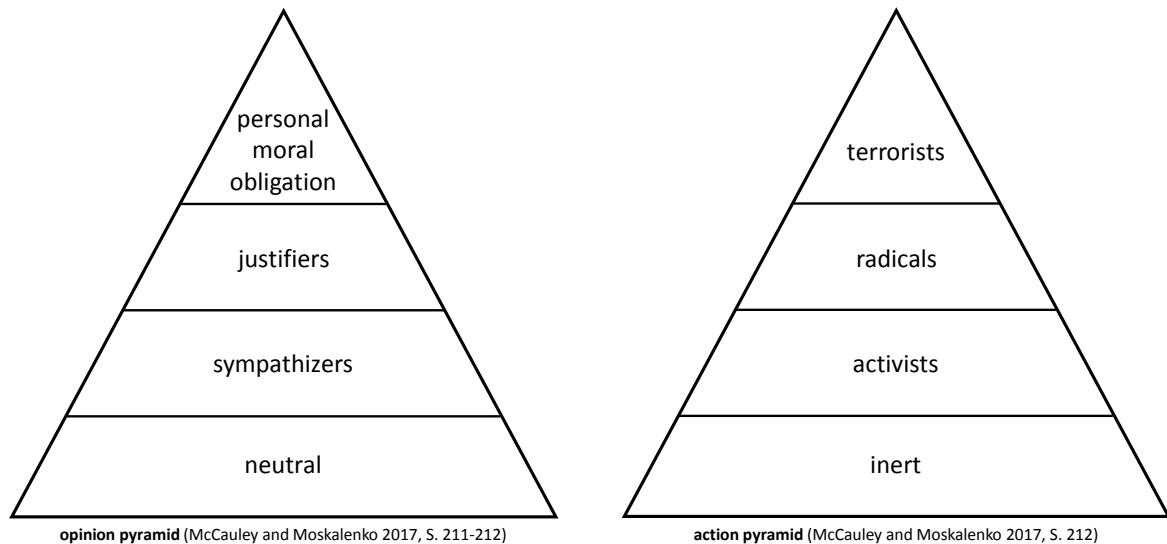 personal
moral
obligation
justifiers
sympathizers
neutral
opinion pyramid (McCauley and Moskalenko 2017, S. 211-212)
terrorists
radicals
activists
inert
action pyramid (McCauley and Moskalenko 2017, S. 212)